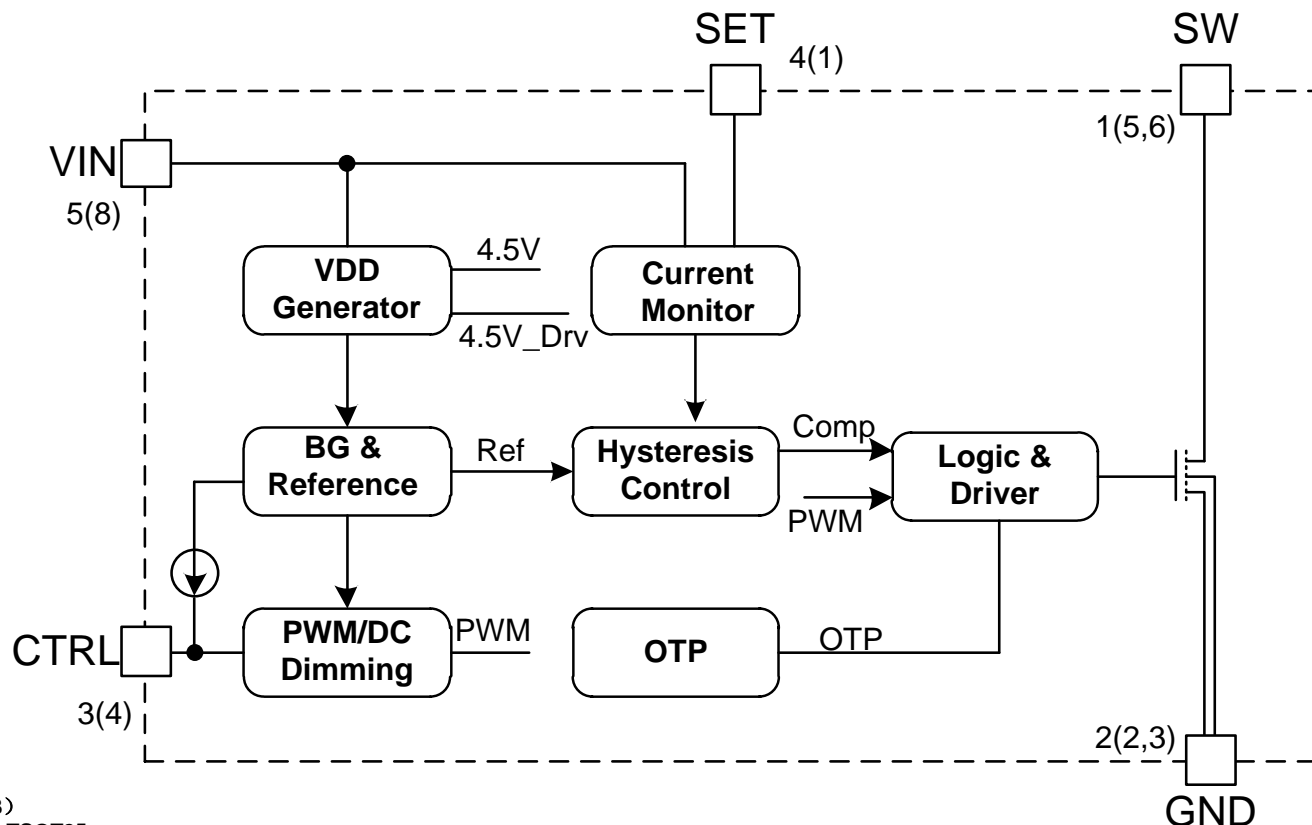 SET
SW
4(1)
1(5,6)
VIN
5(8)
VDD
Generator
4.5V
4.5V_Drv
Current
Monitor
BG &
Reference
Ref
Hysteresis
Control
Comp
PWM
Logic &
Driver
CTRL
3(4)
PWM/DC
Dimming
PWM
OTP
OTP
2(2,3)
GND